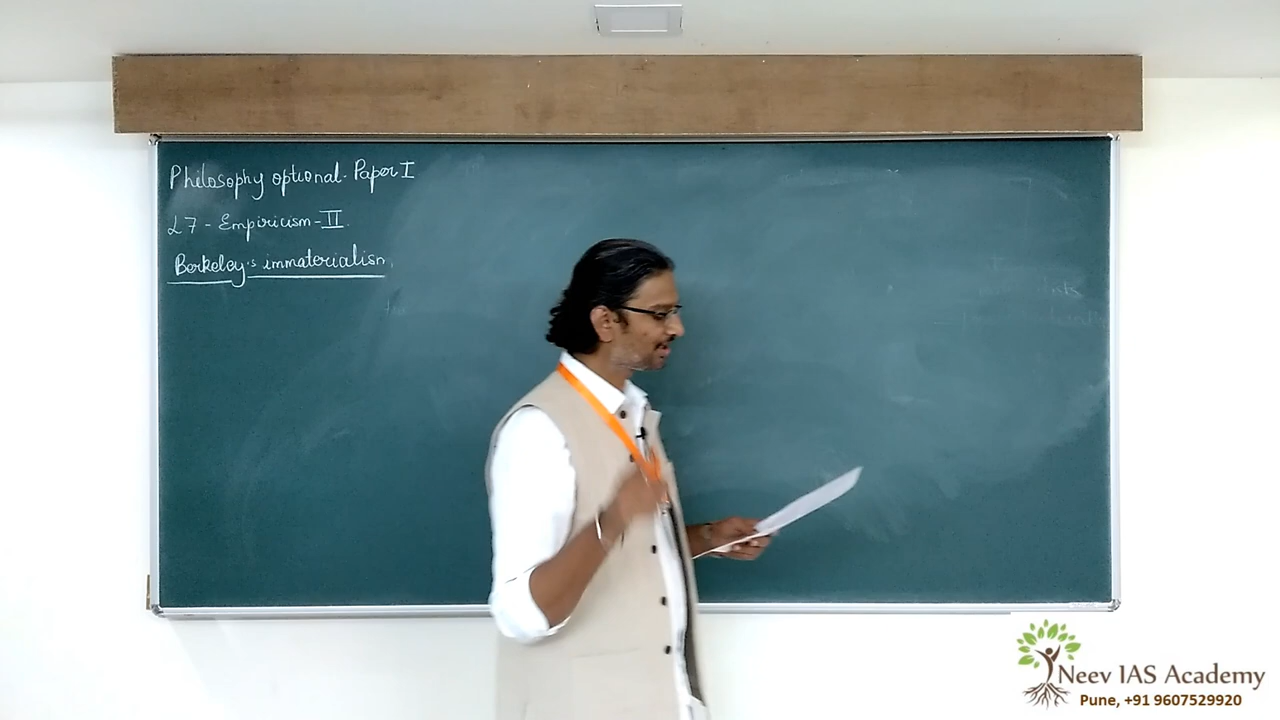 Philosophy optional - Paper I
L7 - Empiricism - II
Berkeley's immaterialism
Neev IAS Academy
Pune, +91 9607529920